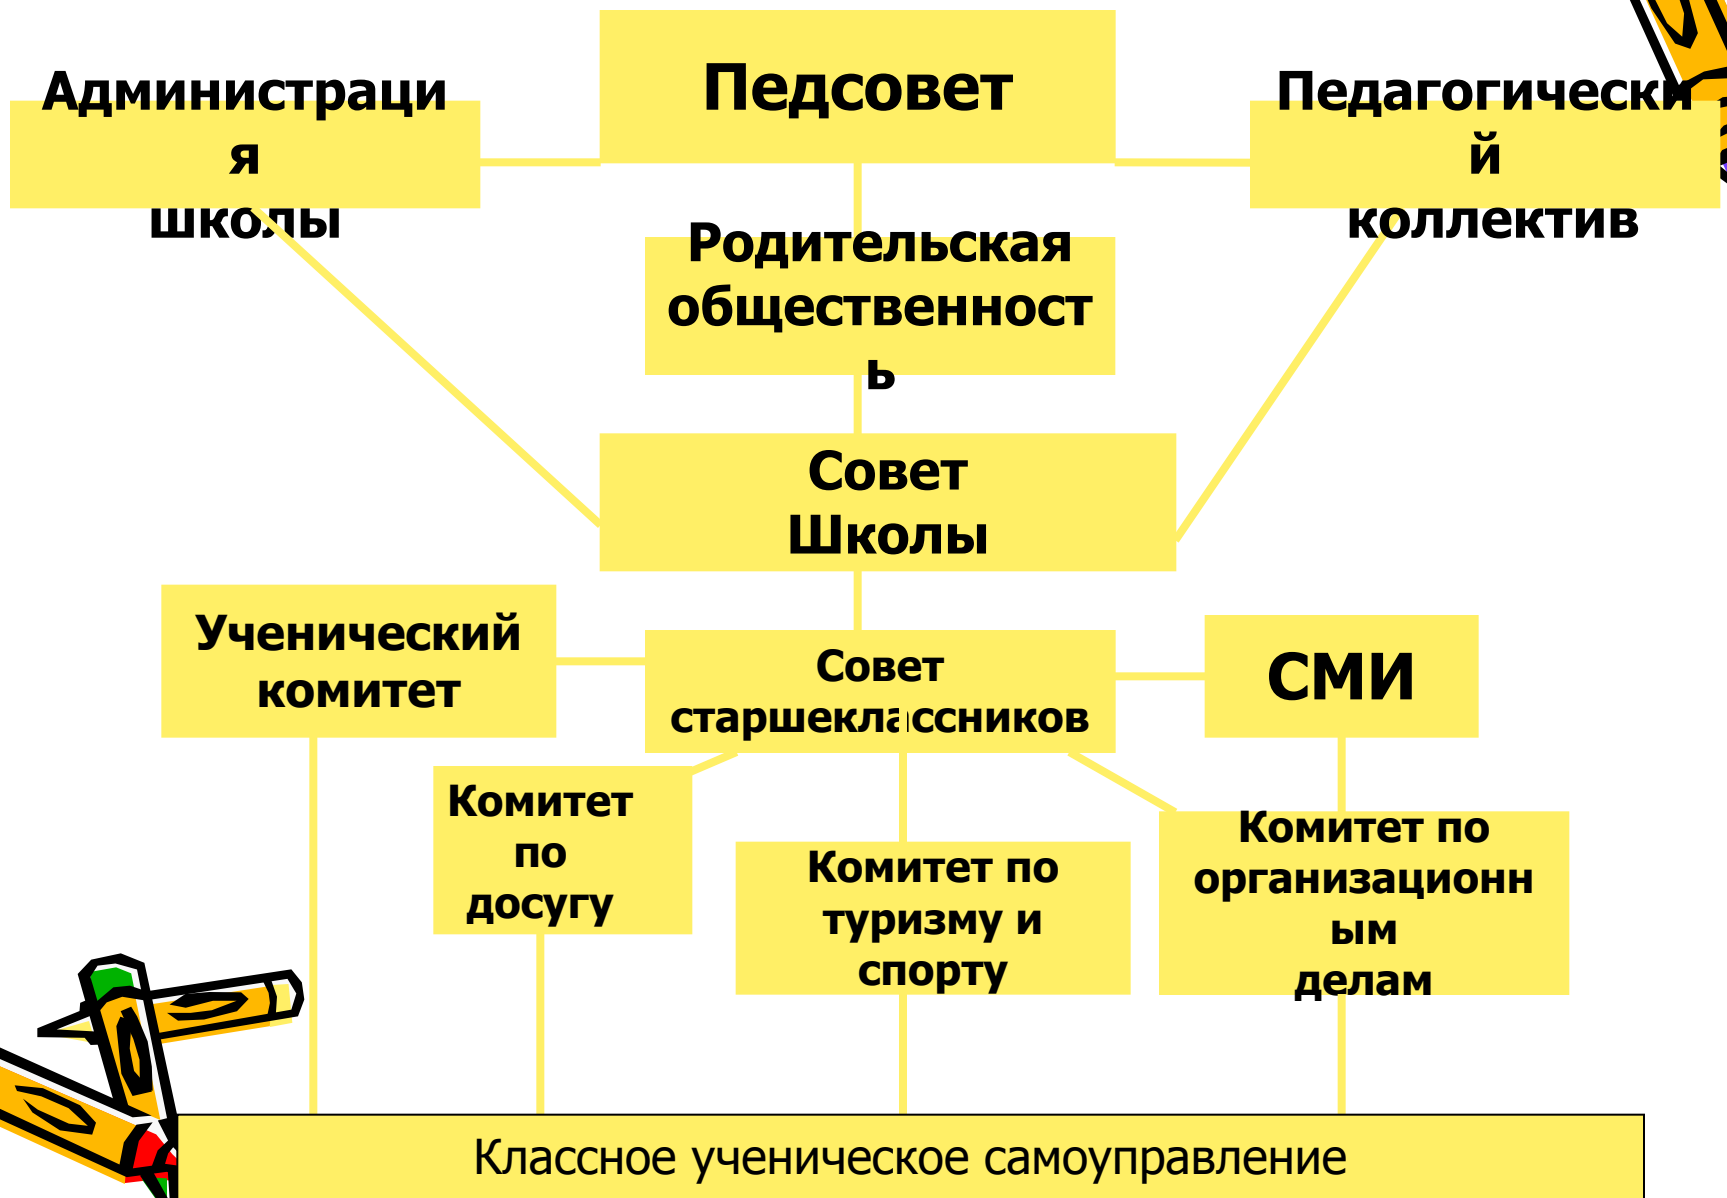 Педсовет
Администраци
я
школы
Педагогически
й
коллектив
Родительская
общественност
ь
Совет
Школы
Ученический
комитет
Совет
старшеклассников
СМИ
Комитет
по
досугу
Комитет по
туризму и
спорту
Комитет по
организационн
ым
делам
Классное ученическое самоуправление